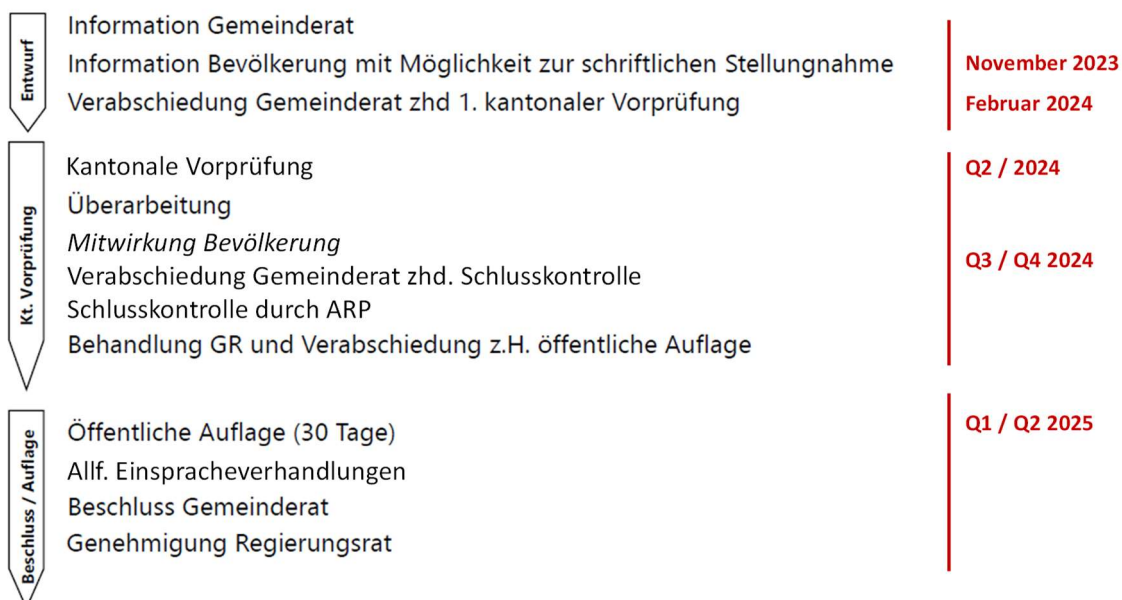 Entwurf
Information Gemeinderat
Information Bevölkerung mit Möglichkeit zur schriftlichen Stellungnahme
November 2023
Verabschiedung Gemeinderat zhd 1. kantonaler Vorprüfung
Februar 2024
Kt. Vorprüfung
Kantonale Vorprüfung
Q2 / 2024
Überarbeitung
Mitwirkung Bevölkerung
Q3 / Q4 2024
Verabschiedung Gemeinderat zhd. Schlusskontrolle
Schlusskontrolle durch ARP
Behandlung GR und Verabschiedung z.H. öffentliche Auflage
Beschluss / Auflage
Öffentliche Auflage (30 Tage)
Q1 / Q2 2025
Allf. Einspracheverhandlungen
Beschluss Gemeinderat
Genehmigung Regierungsrat